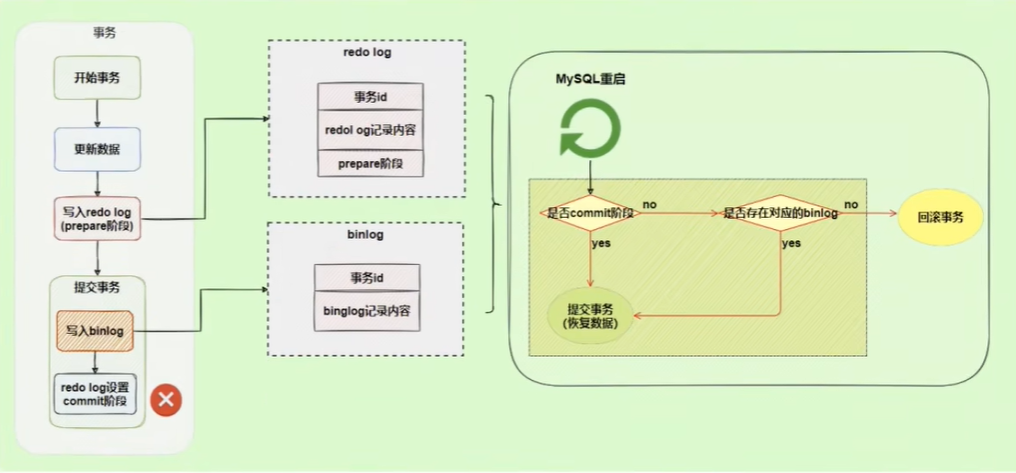 事务
开始事务
更新数据
写入redo log
(prepare阶段)
提交事务
写入binlog
redo log设置
commit阶段
redo log
事务id
redol og记录内容
prepare阶段
binlog
事务id
binglog记录内容
MySQL重启
是否commit阶段
no
是否存在对应的binlog
no
回滚事务
yes
yes
提交事务
(恢复数据)